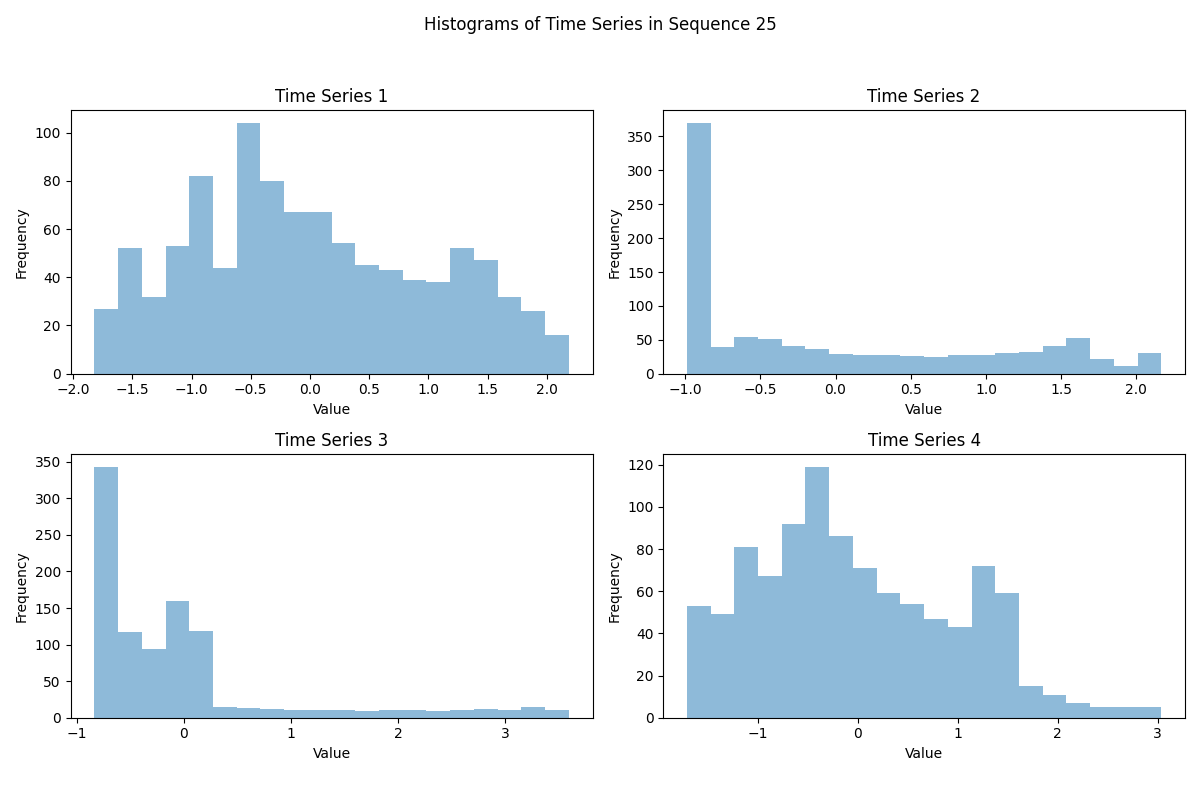 Histograms of Time Series in Sequence 25
Time Series 1
Frequency
100
80
60
40
20
0
−2.0 −1.5 −1.0 −0.5 0.0 0.5 1.0 1.5 2.0
Value
Time Series 2
Frequency
350
300
250
200
150
100
50
0
−1.0 −0.5 0.0 0.5 1.0 1.5 2.0
Value
Time Series 3
Frequency
350
300
250
200
150
100
50
0
−1 0 1 2 3
Value
Time Series 4
Frequency
120
100
80
60
40
20
0
−1 0 1 2 3
Value